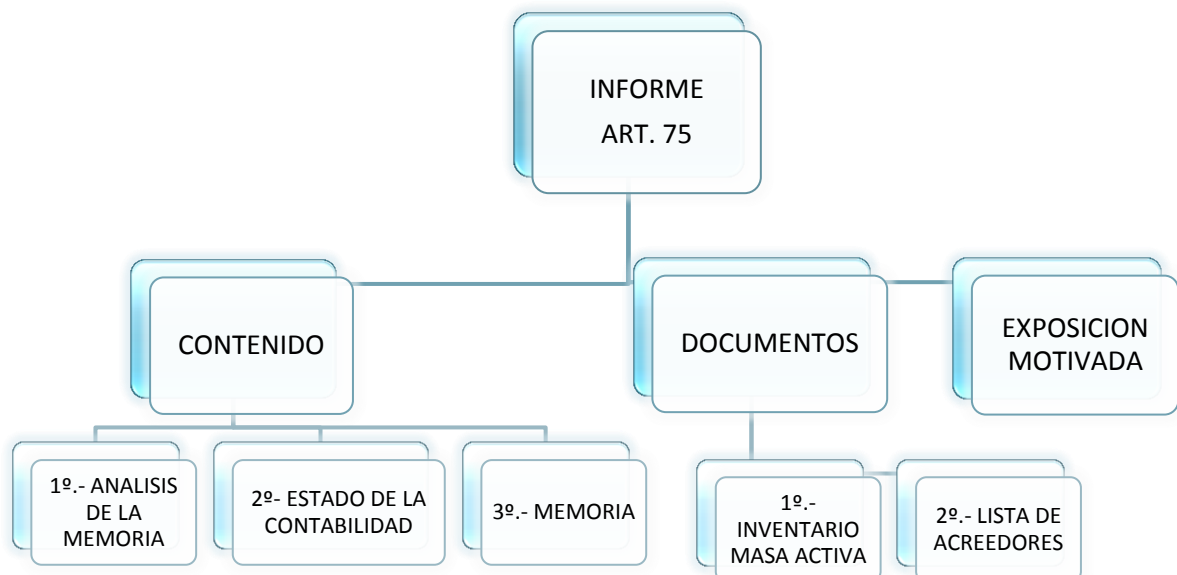 INFORME
ART. 75
CONTENIDO
DOCUMENTOS
EXPOSICION
MOTIVADA
1º.- ANALISIS
DE LA
MEMORIA
2º- ESTADO DE LA
CONTABILIDAD
3º.- MEMORIA
1º.-
INVENTARIO
MASA ACTIVA
2º.- LISTA DE
ACREEDORES